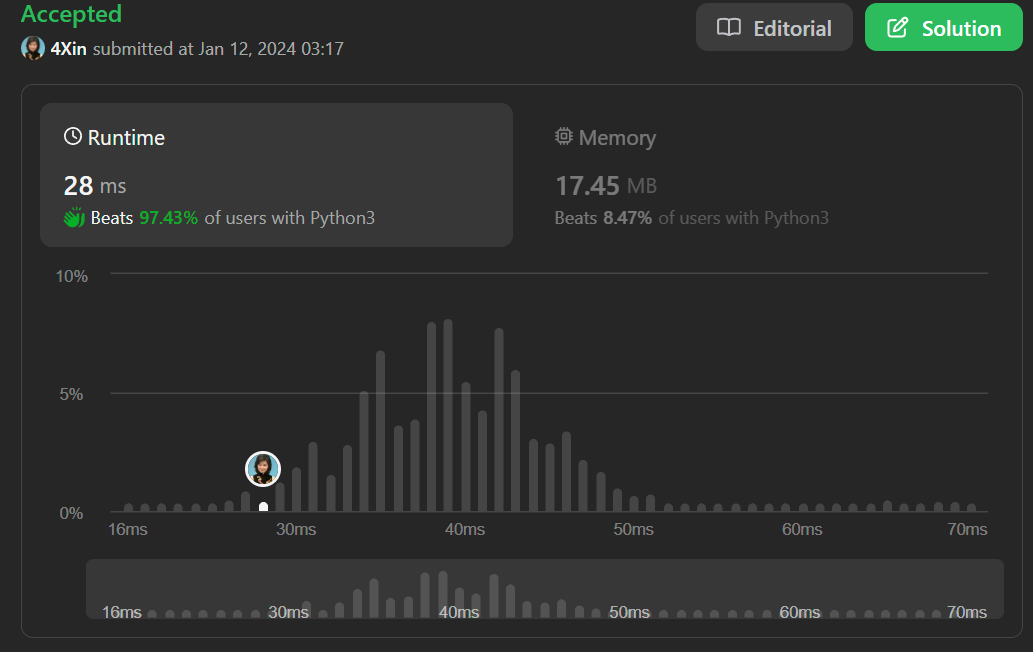 Accepted
4Xin submitted at Jan 12, 2024 03:17
Editorial
Solution
Runtime
28 ms
Beats 97.43% of users with Python3
Memory
17.45 MB
Beats 8.47% of users with Python3
10%
5%
0%
16ms 30ms 40ms 50ms 60ms 70ms
16ms 30ms 40ms 50ms 60ms 70ms